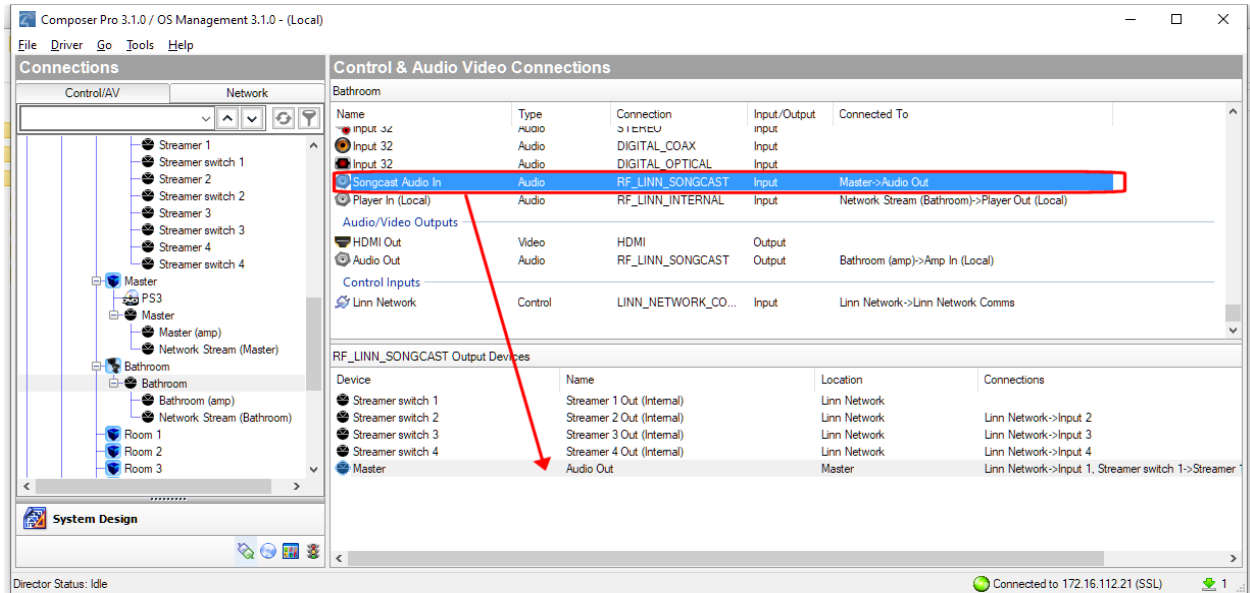 Composer Pro 3.1.0 / OS Management 3.1.0 - (Local)
File Driver Go Tools Help
Connections
Control/AV Network
Streamer 1
Streamer switch 1
Streamer 2
Streamer switch 2
Streamer 3
Streamer switch 3
Streamer 4
Streamer switch 4
Master
PS3
Master
Master (amp)
Network Stream (Master)
Bathroom
Bathroom
Bathroom (amp)
Network Stream (Bathroom)
Room 1
Room 2
Room 3
System Design
Control & Audio Video Connections
Bathroom
Name Type Connection Input/Output Connected To
Input 32 Audio STEREO Input
Input 32 Audio DIGITAL_COAX Input
Input 32 Audio DIGITAL_OPTICAL Input
Songcast Audio In Audio RF_LINN_SONGCAST Input Master->Audio Out
Player In (Local) Audio RF_LINN_INTERNAL Input Network Stream (Bathroom)->Player Out (Local)
Audio/Video Outputs
HDMI Out Video HDMI Output
Audio Out Audio RF_LINN_SONGCAST Output Bathroom (amp)->Amp In (Local)
Control Inputs
Linn Network Control LINN_NETWORK_CO... Input Linn Network->Linn Network Comms
RF_LINN_SONGCAST Output Devices
Device Name Location Connections
Streamer switch 1 Streamer 1 Out (Internal) Linn Network
Streamer switch 2 Streamer 2 Out (Internal) Linn Network Linn Network->Input 2
Streamer switch 3 Streamer 3 Out (Internal) Linn Network Linn Network->Input 3
Streamer switch 4 Streamer 4 Out (Internal) Linn Network Linn Network->Input 4
Master Audio Out Master Linn Network->Input 1, Streamer switch 1->Streamer
Director Status: Idle Connected to 172.16.112.21 (SSL) 1